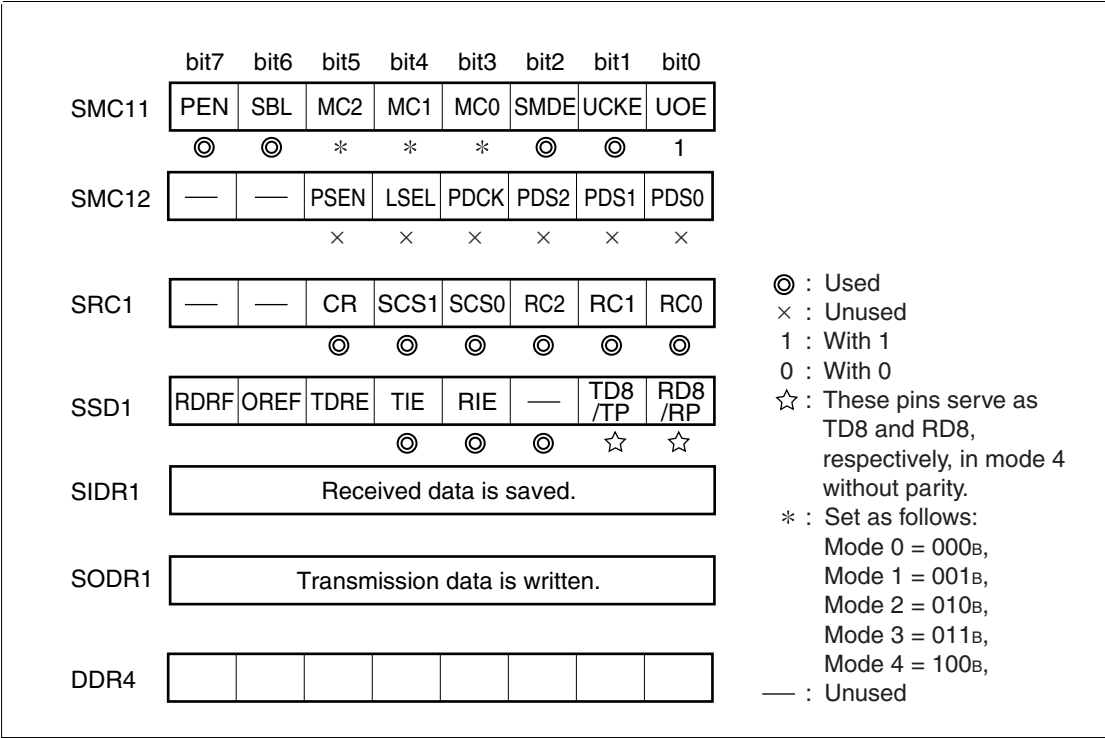 bit7 bit6 bit5 bit4 bit3 bit2 bit1 bit0
SMC11 PEN SBL MC2 MC1 MC0 SMDE UCKE UOE
◎ ◎ * * * ◎ ◎ 1
SMC12 — — PSEN LSEL PDCK PDS2 PDS1 PDS0
× × × × × ×
SRC1 — — CR SCS1 SCS0 RC2 RC1 RC0
◎ ◎ ◎ ◎ ◎ ◎
SSD1 RDRF OREF TDRE TIE RIE — TD8/TP RD8/RP
◎ ◎ ◎ ☆ ☆
SIDR1 Received data is saved.
SODR1 Transmission data is written.
DDR4
◎ : Used
× : Unused
1 : With 1
0 : With 0
☆ : These pins serve as
TD8 and RD8,
respectively, in mode 4
without parity.
* : Set as follows:
Mode 0 = 000B,
Mode 1 = 001B,
Mode 2 = 010B,
Mode 3 = 011B,
Mode 4 = 100B,
— : Unused